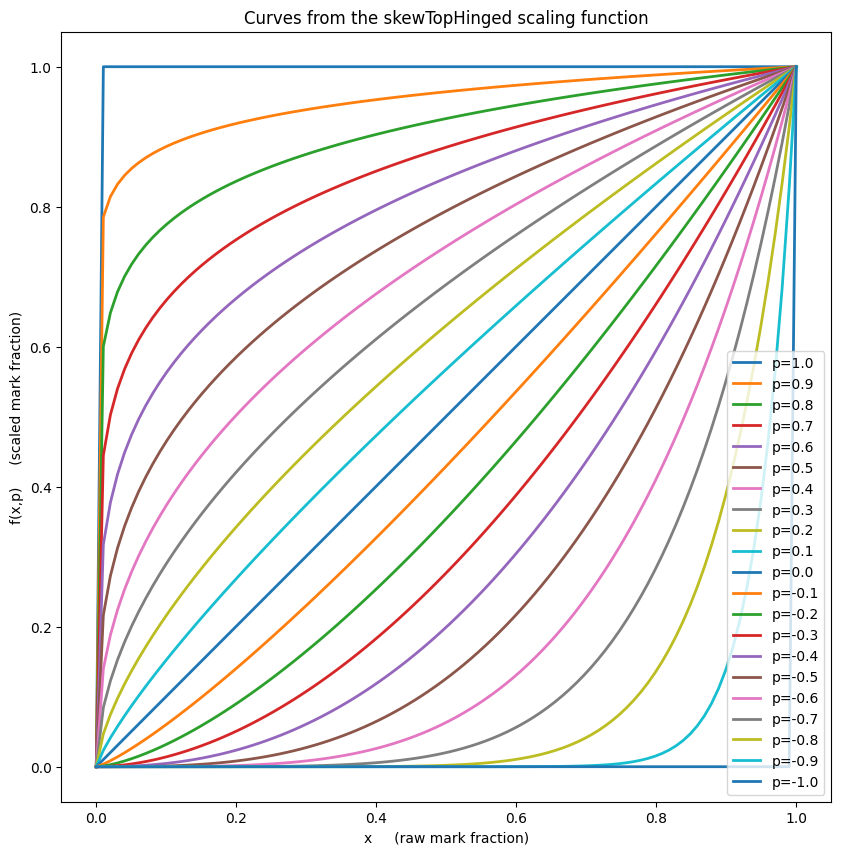 Curves from the skewTopHinged scaling function
1.0
0.8
0.6
0.4
0.2
0.0
f(x,p)     (scaled mark fraction)
p=1.0
p=0.9
p=0.8
p=0.7
p=0.6
p=0.5
p=0.4
p=0.3
p=0.2
p=0.1
p=0.0
p=-0.1
p=-0.2
p=-0.3
p=-0.4
p=-0.5
p=-0.6
p=-0.7
p=-0.8
p=-0.9
p=-1.0
0.0 0.2 0.4 0.6 0.8 1.0
x     (raw mark fraction)